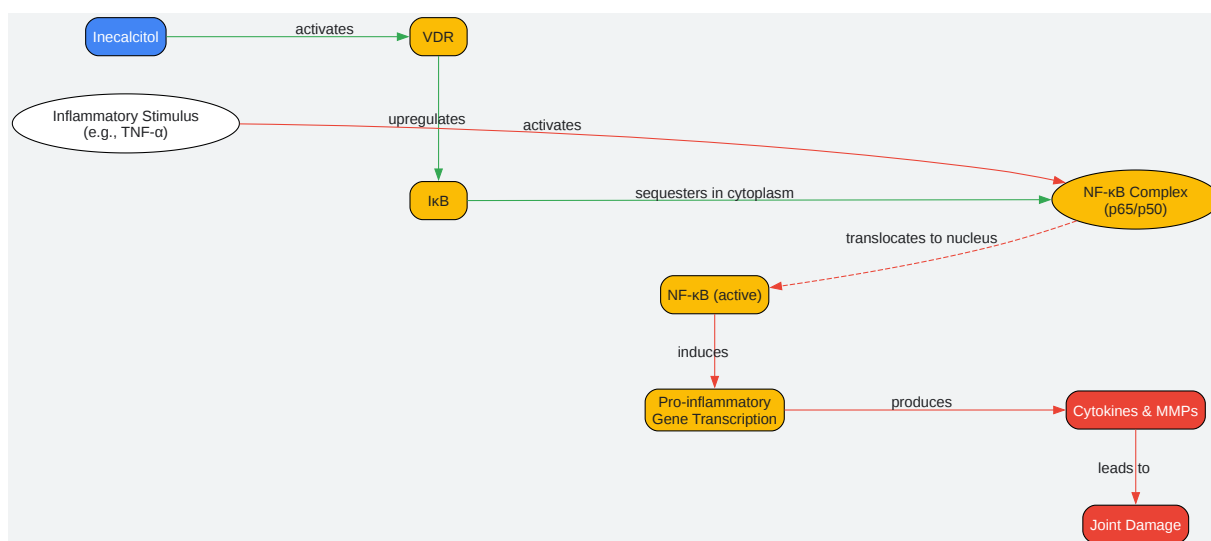 Inecalcitol
activates
VDR
Inflammatory Stimulus
(e.g., TNF-α)
upregulates
activates
IκB
sequesters in cytoplasm
NF-κB Complex
(p65/p50)
translocates to nucleus
NF-κB (active)
induces
Pro-inflammatory
Gene Transcription
produces
Cytokines & MMPs
leads to
Joint Damage